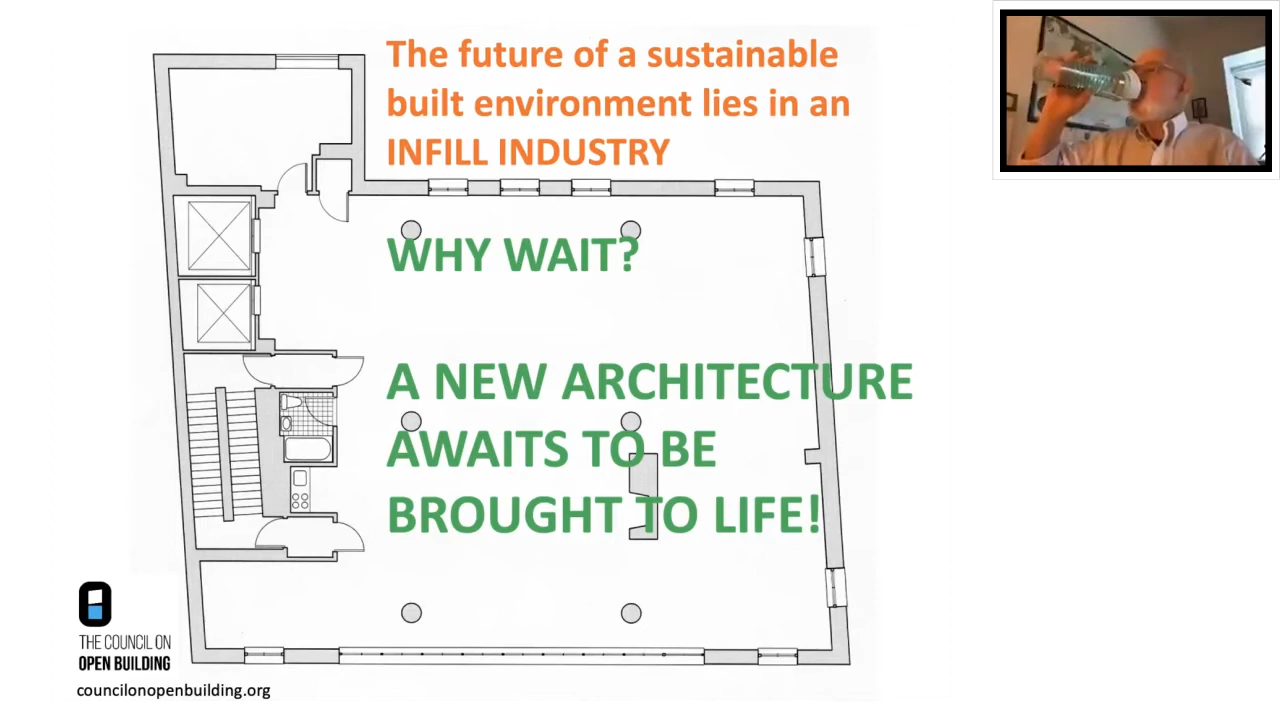 The future of a sustainable
built environment lies in an
INFILL INDUSTRY
WHY WAIT?
A NEW ARCHITECTURE
AWAITS TO BE
BROUGHT TO LIFE!
THE COUNCIL ON
OPEN BUILDING
councilonopenbuilding.org